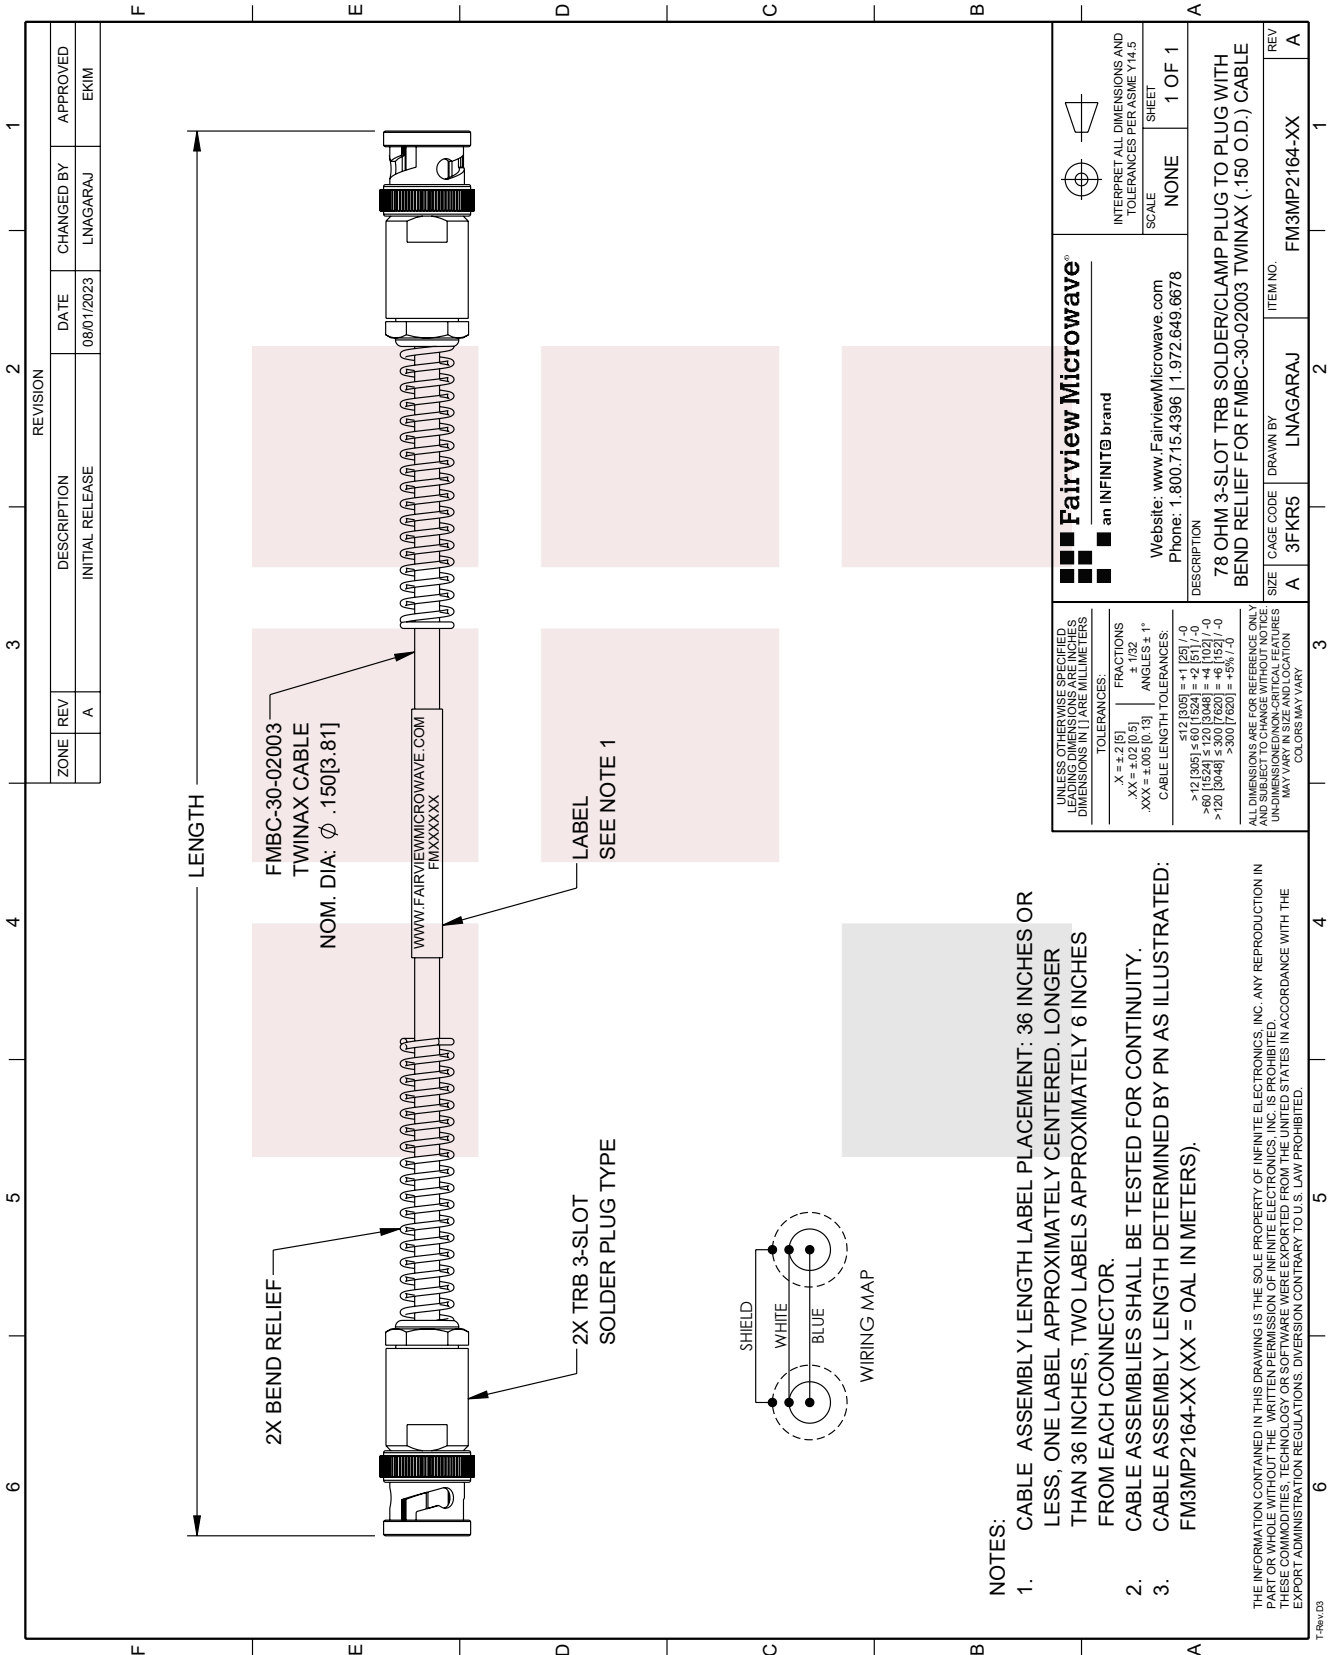 REVISION
ZONE REV DESCRIPTION DATE CHANGED BY APPROVED
A INITIAL RELEASE 08/01/2023 LNAGARAJ EKIM
6 5 4 3 2 1
F
E
D
C
B
A
LENGTH
2X BEND RELIEF
FMBC-30-02003
TWINAX CABLE
NOM. DIA: ∅ .150[3.81]
WWW.FAIRVIEWMICROWAVE.COM
FMXXXXXX
2X TRB 3-SLOT
SOLDER PLUG TYPE
LABEL
SEE NOTE 1
SHIELD
WHITE
BLUE
WIRING MAP
NOTES:
1. CABLE ASSEMBLY LENGTH LABEL PLACEMENT: 36 INCHES OR
LESS, ONE LABEL APPROXIMATELY CENTERED. LONGER
THAN 36 INCHES, TWO LABELS APPROXIMATELY 6 INCHES
FROM EACH CONNECTOR.
2. CABLE ASSEMBLIES SHALL BE TESTED FOR CONTINUITY.
3. CABLE ASSEMBLY LENGTH DETERMINED BY PN AS ILLUSTRATED:
FM3MP2164-XX (XX = OAL IN METERS).
THE INFORMATION CONTAINED IN THIS DRAWING IS THE SOLE PROPERTY OF INFINITE ELECTRONICS, INC. ANY REPRODUCTION IN
PART OR WHOLE WITHOUT THE WRITTEN PERMISSION OF INFINITE ELECTRONICS, INC. IS PROHIBITED.
THESE COMMODITIES, TECHNOLOGY OR SOFTWARE WERE EXPORTED FROM THE UNITED STATES IN ACCORDANCE WITH THE
EXPORT ADMINISTRATION REGULATIONS. DIVERSION CONTRARY TO U.S. LAW PROHIBITED.
UNLESS OTHERWISE SPECIFIED
LEADING DIMENSIONS ARE INCHES
DIMENSIONS IN [ ] ARE MILLIMETERS
TOLERANCES:
.X = ±.2 [5]
.XX = ±.02 [0.5]
.XXX = ±.005 [0.13]
FRACTIONS
± 1/32
ANGLES ± 1°
CABLE LENGTH TOLERANCES:
≤12 [305] = +1 [25] / -0
>12 [305] ≤ 60 [1524] = +2 [51] / -0
>60 [1524] ≤ 120 [3048] = +4 [102] / -0
>120 [3048] ≤ 300 [7620] = +6 [152] / -0
>300 [7620] = +5% / -0
ALL DIMENSIONS ARE FOR REFERENCE ONLY
AND SUBJECT TO CHANGE WITHOUT NOTICE.
UN-DIMENSIONED/NON-CRITICAL FEATURES
MAY VARY IN SIZE AND LOCATION
COLORS MAY VARY
Fairview Microwave®
an INFINITE brand
Website: www.FairviewMicrowave.com
Phone: 1.800.715.4396 | 1.972.649.6678
INTERPRET ALL DIMENSIONS AND
TOLERANCES PER ASME Y14.5
SCALE NONE
SHEET 1 OF 1
DESCRIPTION
78 OHM 3-SLOT TRB SOLDER/CLAMP PLUG TO PLUG WITH
BEND RELIEF FOR FMBC-30-02003 TWINAX (.150 O.D.) CABLE
SIZE A
CAGE CODE 3FKR5
DRAWN BY LNAGARAJ
ITEM NO. FM3MP2164-XX
REV A
F
E
D
C
B
A
6 5 4 3 2 1
T-Rev.D3